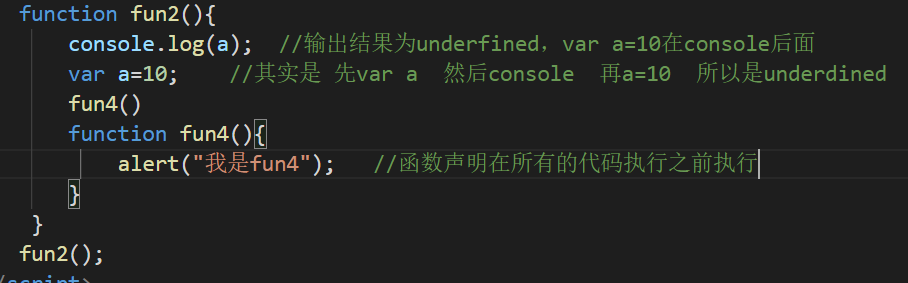 function fun2(){
console.log(a);  //输出结果为underfined，var a=10在console后面
var a=10;    //其实是 先var a  然后console  再a=10  所以是underdined
fun4()
function fun4(){
alert("我是fun4");   //函数声明在所有的代码执行之前执行
}
}
fun2();
/script>